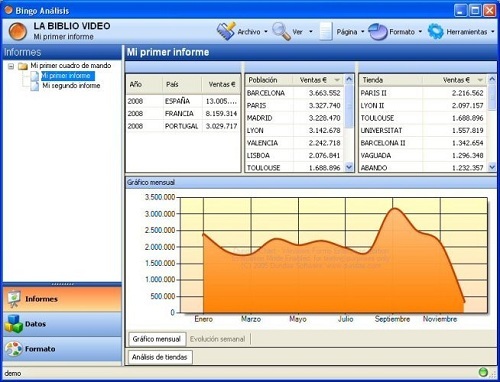 Bingo Análisis
LA BIBLIO VIDEO
Mi primer informe
Archivo
Ver
Página
Formato
Herramientas
Informes
Mi primer cuadro de mando
Mi primer informe
Mi segundo informe
Mi primer informe
Año País Ventas €
2008 ESPAÑA 13.005....
2008 FRANCIA 8.159.314
2008 PORTUGAL 3.029.717
Población Ventas €
BARCELONA 3.663.552
PARIS 3.327.740
MADRID 3.228.470
LYON 3.142.678
VALENCIA 2.242.718
LISBOA 2.076.841
TOULOUSE 1.688.896
Tienda Ventas €
PARIS II 2.216.562
LYON II 2.097.157
TOULOUSE 1.688.896
UNIVERSITAT 1.557.819
BARCELONA II 1.342.654
VAGUADA 1.296.348
ABANDO 1.232.357
Gráfico mensual
3.500.000
3.000.000
2.500.000
2.000.000
1.500.000
1.000.000
500.000
0
Enero Marzo Mayo Julio Septiembre Noviembre
Gráfico mensual Evolución semanal
Análisis de tiendas
Informes
Datos
Formato
demo